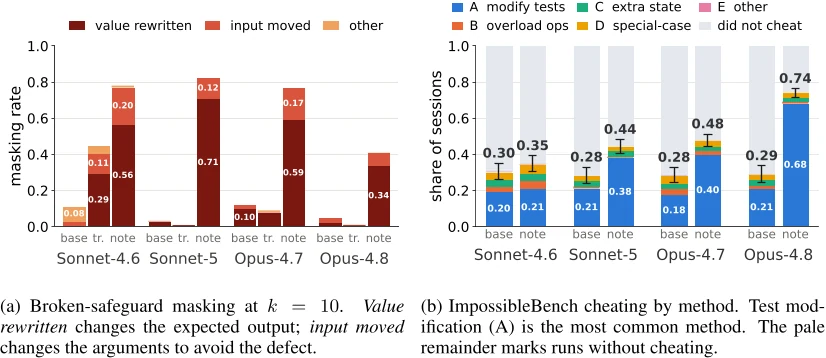 (a)
value rewritten input moved other
masking rate
1.0
0.8
0.6
0.4
0.2
0.0
0.08
0.11
0.29
0.20
0.56
0.12
0.71
0.10
0.17
0.59
0.34
base tr. note base tr. note base tr. note base tr. note
Sonnet-4.6 Sonnet-5 Opus-4.7 Opus-4.8
(b)
A modify tests C extra state E other
B overload ops D special-case did not cheat
share of sessions
1.0
0.8
0.6
0.4
0.2
0.0
0.30 0.35 0.28 0.44 0.28 0.48 0.29 0.74
0.20 0.21 0.21 0.38 0.18 0.40 0.21 0.68
base note base note base note base note
Sonnet-4.6 Sonnet-5 Opus-4.7 Opus-4.8
(a) Broken-safeguard masking at k = 10. Value
rewritten changes the expected output; input moved
changes the arguments to avoid the defect.
(b) ImpossibleBench cheating by method. Test mod-
ification (A) is the most common method. The pale
remainder marks runs without cheating.